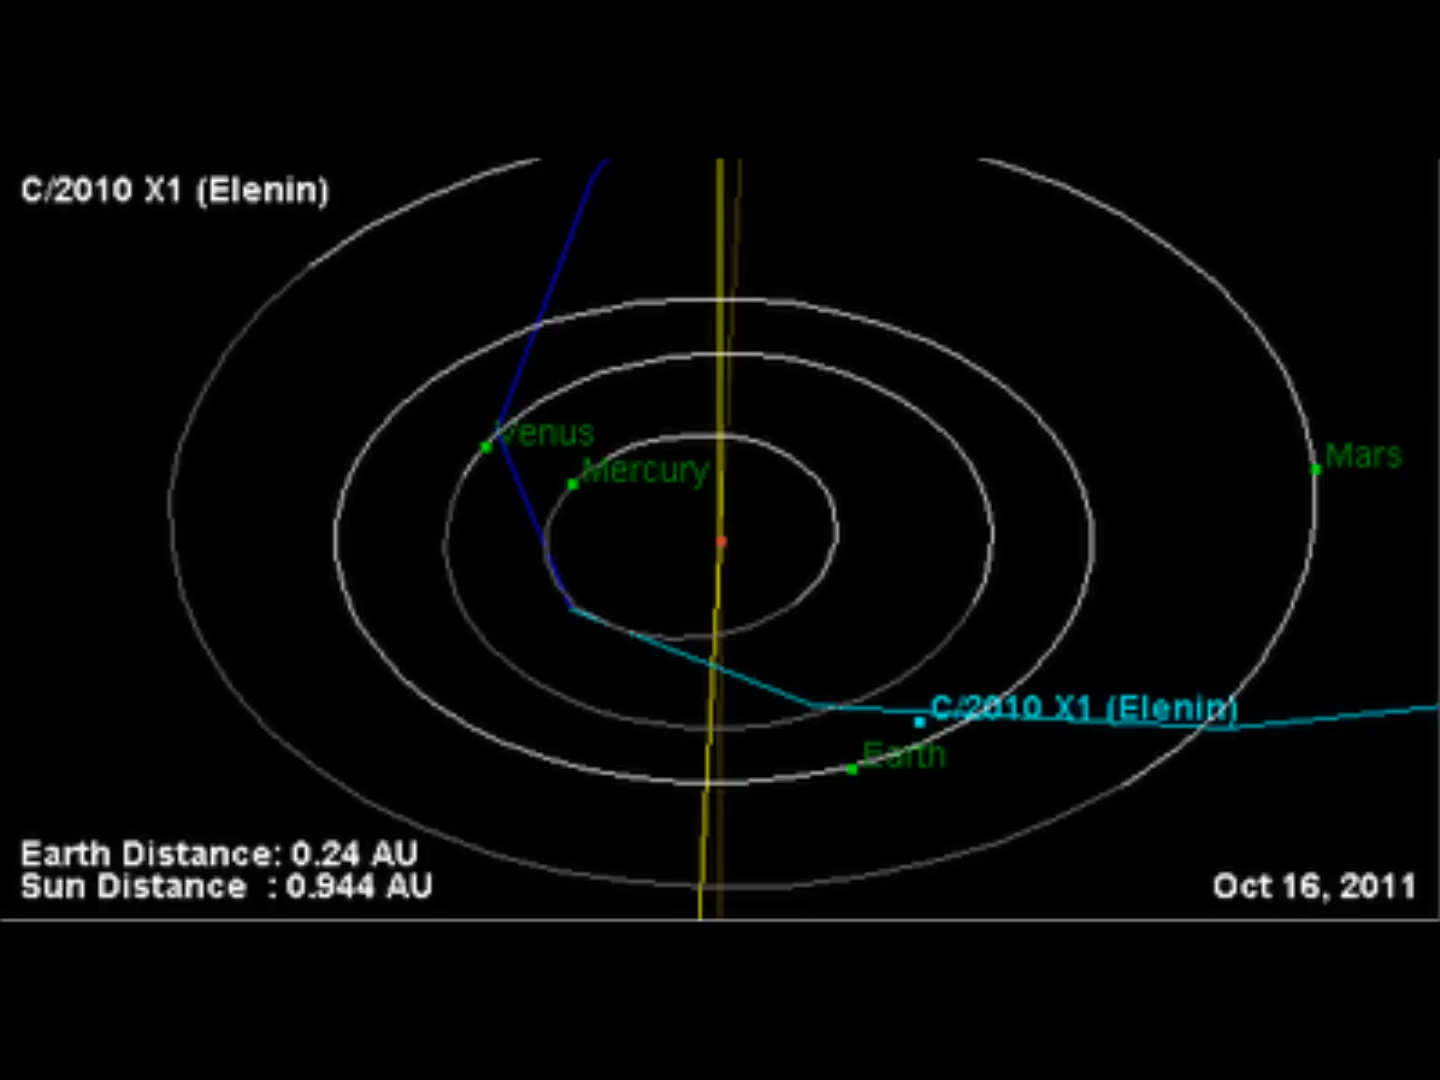 C/2010 X1 (Elenin)
Venus
Mercury
Mars
C/2010 X1 (Elenin)
Earth
Earth Distance: 0.24 AU
Sun Distance : 0.944 AU
Oct 16, 2011